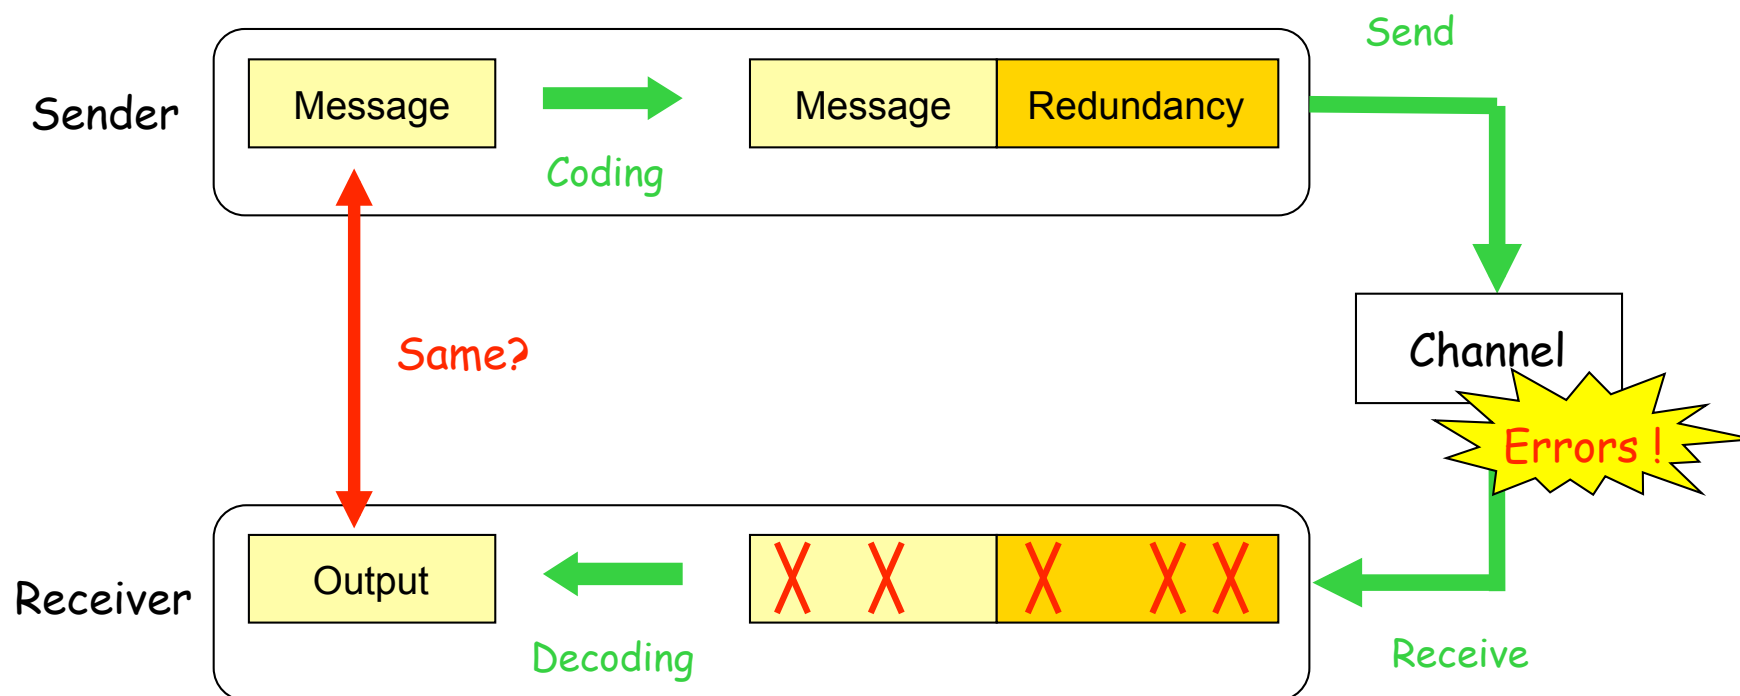 Send
Sender
Message
Message
Redundancy
Coding
Same?
Channel
Errors !
Receiver
Output
Decoding
Receive